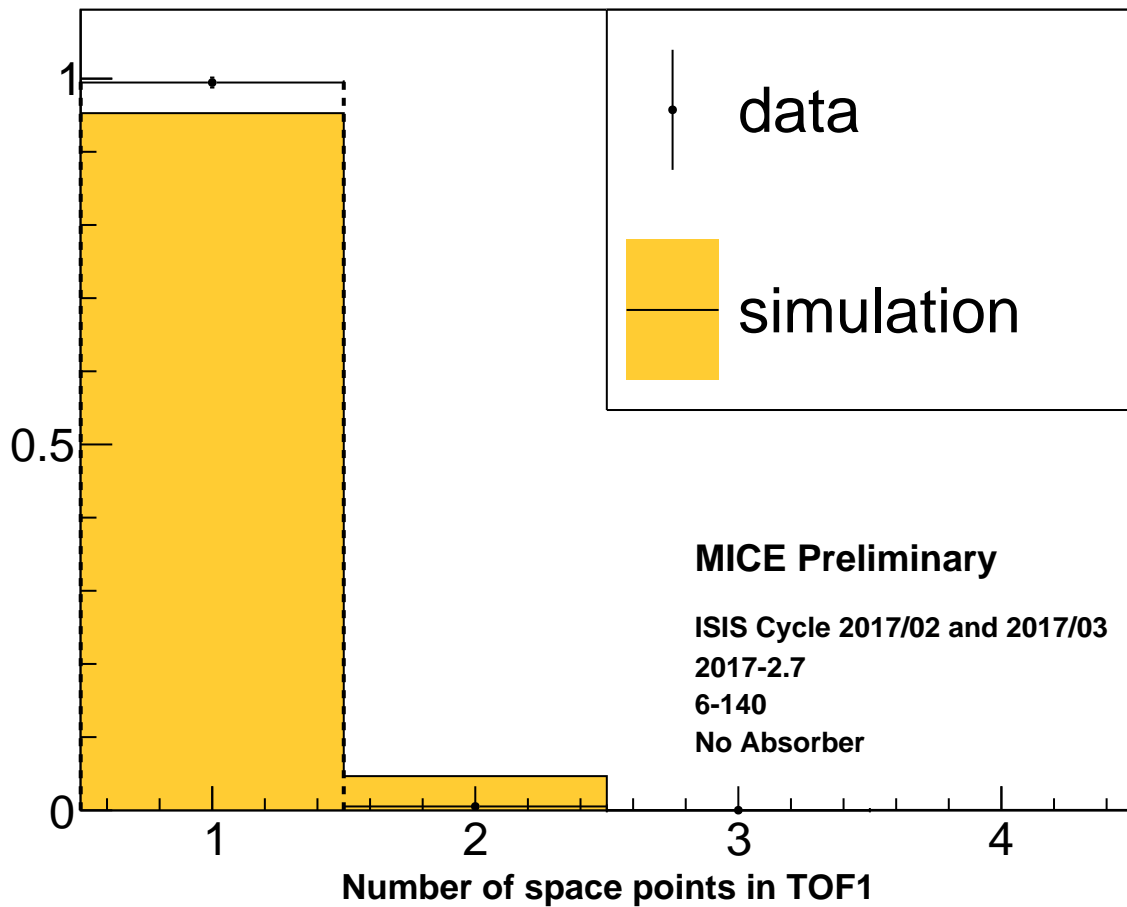 1
data
simulation
0.5
MICE Preliminary
ISIS Cycle 2017/02 and 2017/03
2017-2.7
6-140
No Absorber
0
1 2 3 4
Number of space points in TOF1